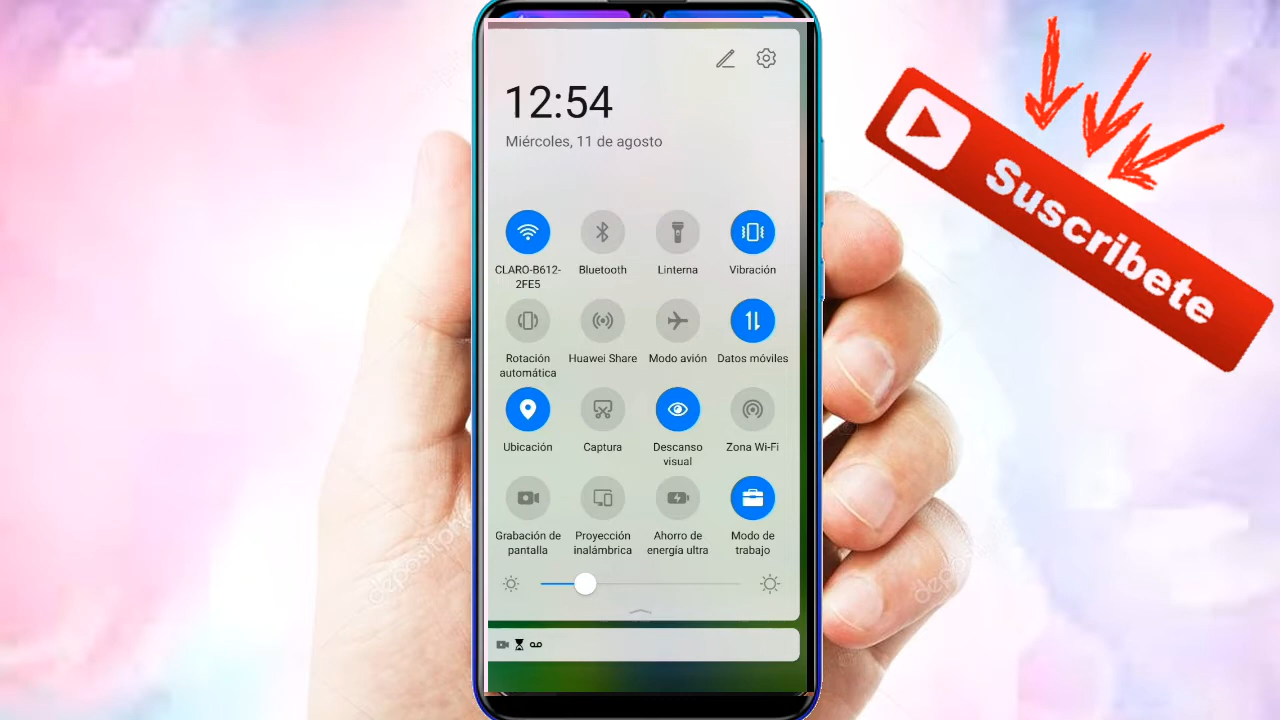 12:54
Miércoles, 11 de agosto
CLARO-B612-
2FE5
Bluetooth
Linterna
Vibración
Rotación
automática
Huawei Share
Modo avión
Datos móviles
Ubicación
Captura
Descanso
visual
Zona Wi-Fi
Grabación de
pantalla
Proyección
inalámbrica
Ahorro de
energía ultra
Modo de
trabajo
Suscribete